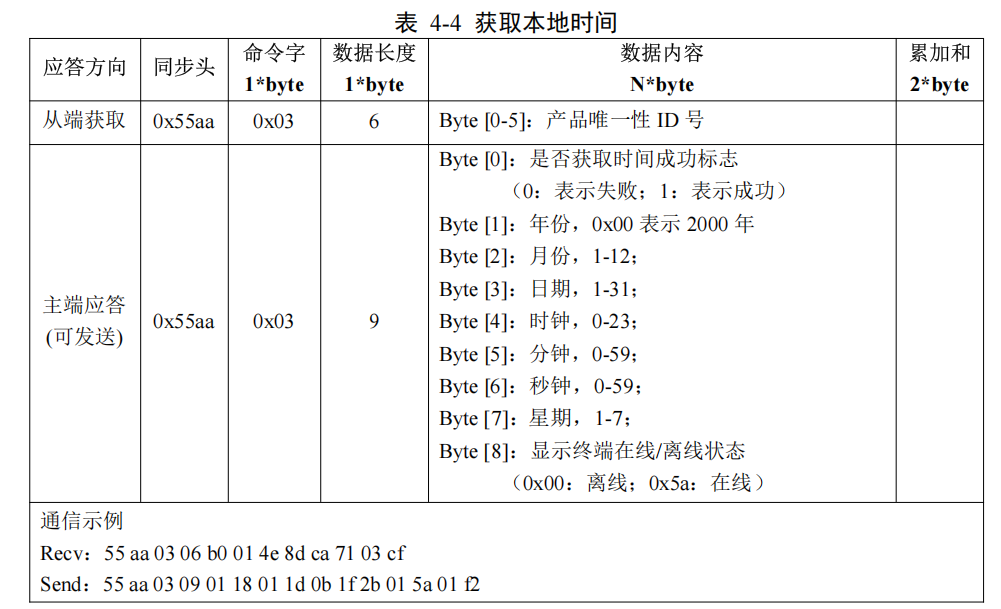 表 4-4 获取本地时间
应答方向 同步头 命令字 1*byte 数据长度 1*byte 数据内容 N*byte 累加和 2*byte
从端获取 0x55aa 0x03 6 Byte [0-5]：产品唯一性 ID 号
主端应答 (可发送) 0x55aa 0x03 9
Byte [0]：是否获取时间成功标志
（0：表示失败；1：表示成功）
Byte [1]：年份，0x00 表示 2000 年
Byte [2]：月份，1-12；
Byte [3]：日期，1-31；
Byte [4]：时钟，0-23；
Byte [5]：分钟，0-59；
Byte [6]：秒钟，0-59；
Byte [7]：星期，1-7；
Byte [8]：显示终端在线/离线状态
（0x00：离线；0x5a：在线）
通信示例
Recv：55 aa 03 06 b0 01 4e 8d ca 71 03 cf
Send：55 aa 03 09 01 18 01 1d 0b 1f 2b 01 5a 01 f2